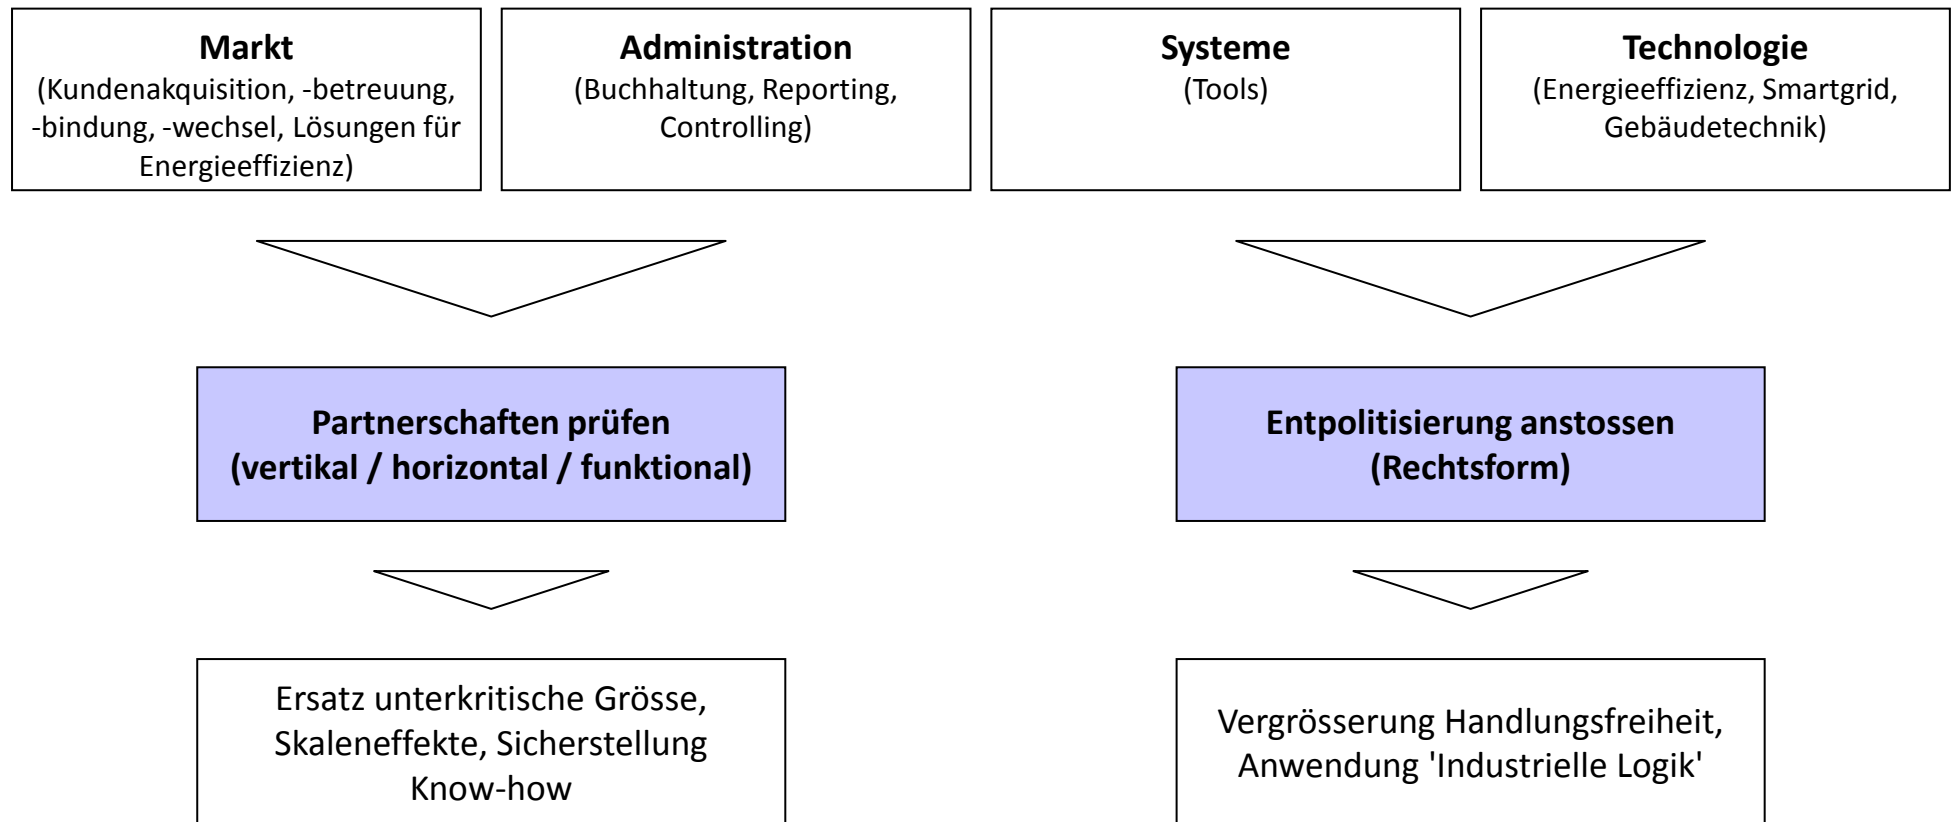 Markt
(Kundenakquisition, -betreuung,
-bindung, -wechsel, Lösungen für
Energieeffizienz)
Administration
(Buchhaltung, Reporting,
Controlling)
Systeme
(Tools)
Technologie
(Energieeffizienz, Smartgrid,
Gebäudetechnik)
Partnerschaften prüfen
(vertikal / horizontal / funktional)
Entpolitisierung anstossen
(Rechtsform)
Ersatz unterkritische Grösse,
Skaleneffekte, Sicherstellung
Know-how
Vergrösserung Handlungsfreiheit,
Anwendung 'Industrielle Logik'